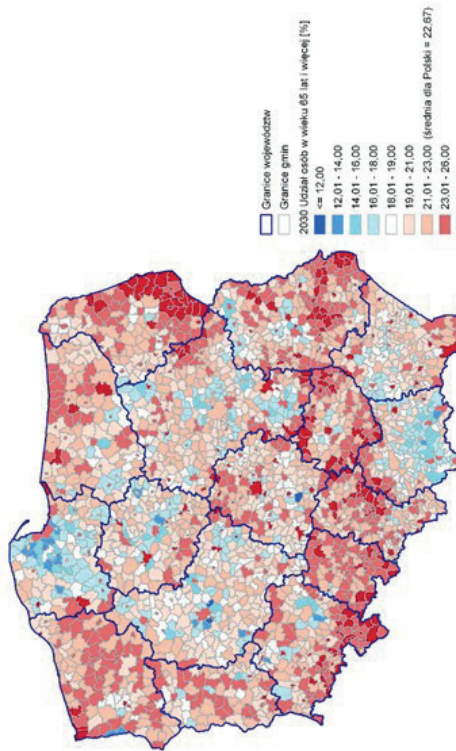 Granice województw
Granice gmin
2030 Udział osób w wieku 65 lat i więcej [%]
<= 12,00
12,01 - 14,00
14,01 - 16,00
16,01 - 18,00
18,01 - 19,00
19,01 - 21,00
21,01 - 23,00 (średnia dla Polski = 22,67)
23,01 - 26,00